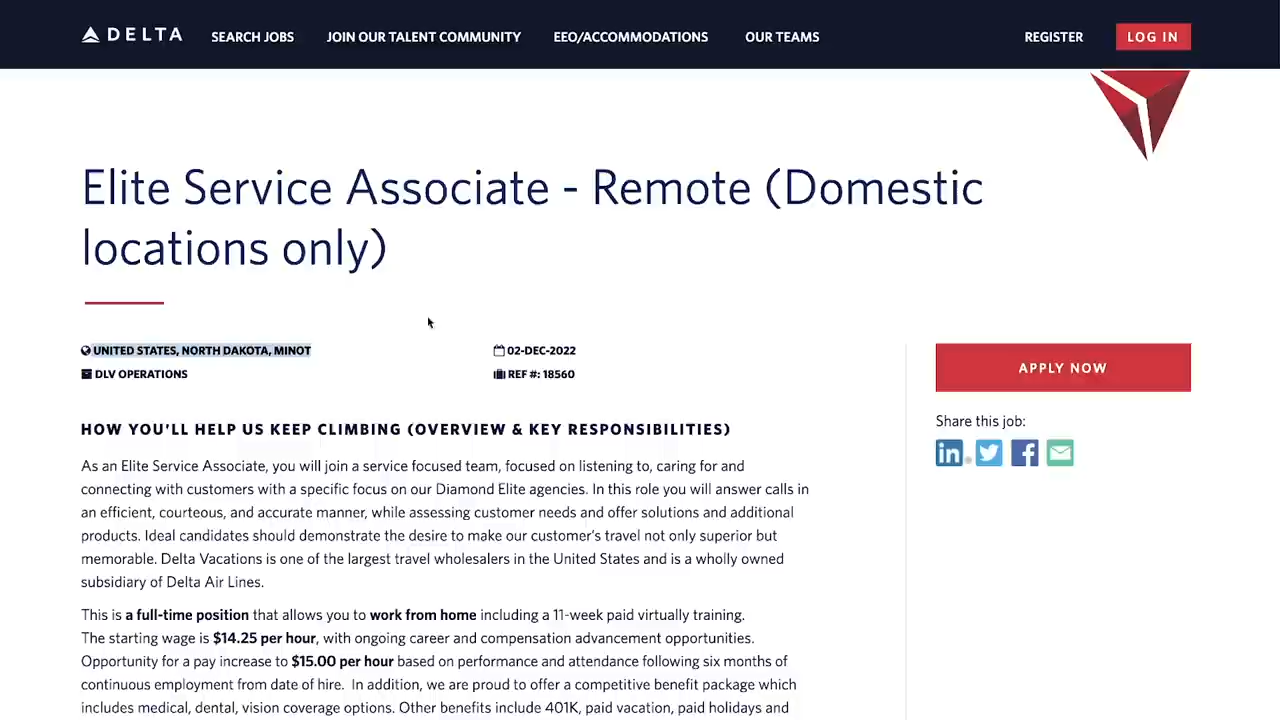 DELTA SEARCH JOBS JOIN OUR TALENT COMMUNITY EEO/ACCOMMODATIONS OUR TEAMS REGISTER LOG IN
Elite Service Associate - Remote (Domestic
locations only)
UNITED STATES, NORTH DAKOTA, MINOT
02-DEC-2022
DLV OPERATIONS
REF #: 18560
APPLY NOW
Share this job:
HOW YOU'LL HELP US KEEP CLIMBING (OVERVIEW & KEY RESPONSIBILITIES)
As an Elite Service Associate, you will join a service focused team, focused on listening to, caring for and
connecting with customers with a specific focus on our Diamond Elite agencies. In this role you will answer calls in
an efficient, courteous, and accurate manner, while assessing customer needs and offer solutions and additional
products. Ideal candidates should demonstrate the desire to make our customer's travel not only superior but
memorable. Delta Vacations is one of the largest travel wholesalers in the United States and is a wholly owned
subsidiary of Delta Air Lines.
This is a full-time position that allows you to work from home including a 11-week paid virtually training.
The starting wage is $14.25 per hour, with ongoing career and compensation advancement opportunities.
Opportunity for a pay increase to $15.00 per hour based on performance and attendance following six months of
continuous employment from date of hire. In addition, we are proud to offer a competitive benefit package which
includes medical, dental, vision coverage options. Other benefits include 401K, paid vacation, paid holidays and